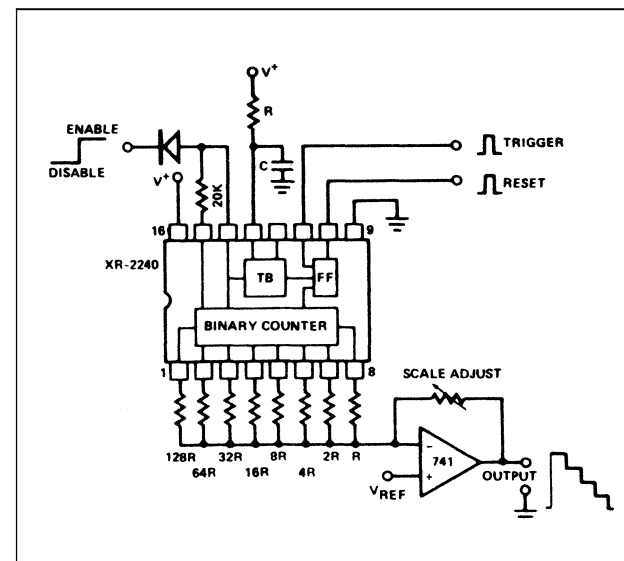 V+
R
ENABLE
DISABLE
C
TRIGGER
RESET
V+
20K
16
9
XR-2240
TB
FF
BINARY COUNTER
1
8
SCALE ADJUST
128R
64R
32R
16R
8R
4R
2R
R
741
−
+
VREF
OUTPUT